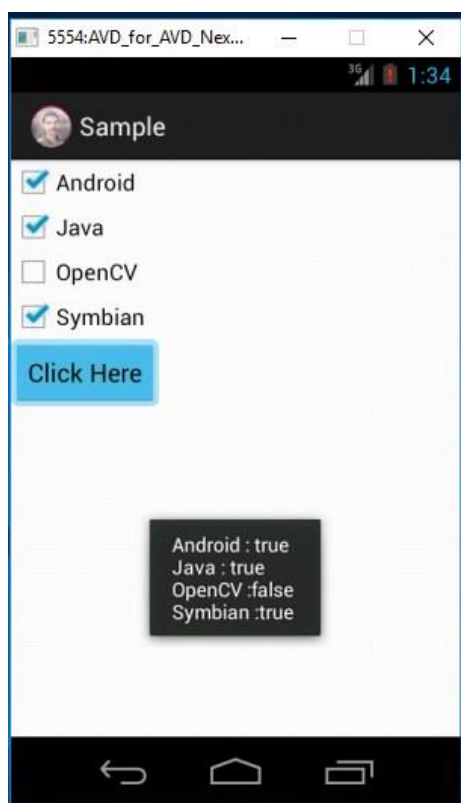 5554:AVD_for_AVD_Nex...
3G 1:34
Sample
Android
Java
OpenCV
Symbian
Click Here
Android : true
Java : true
OpenCV :false
Symbian :true